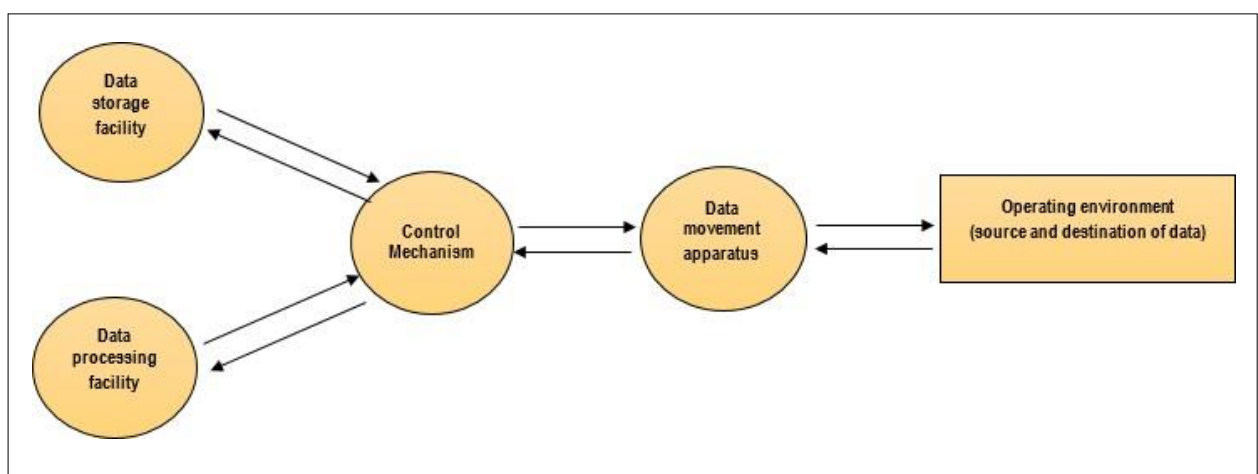 Data
storage
facility
Control
Mechanism
Data
movement
apparatus
Operating environment
(source and destination of data)
Data
processing
facility